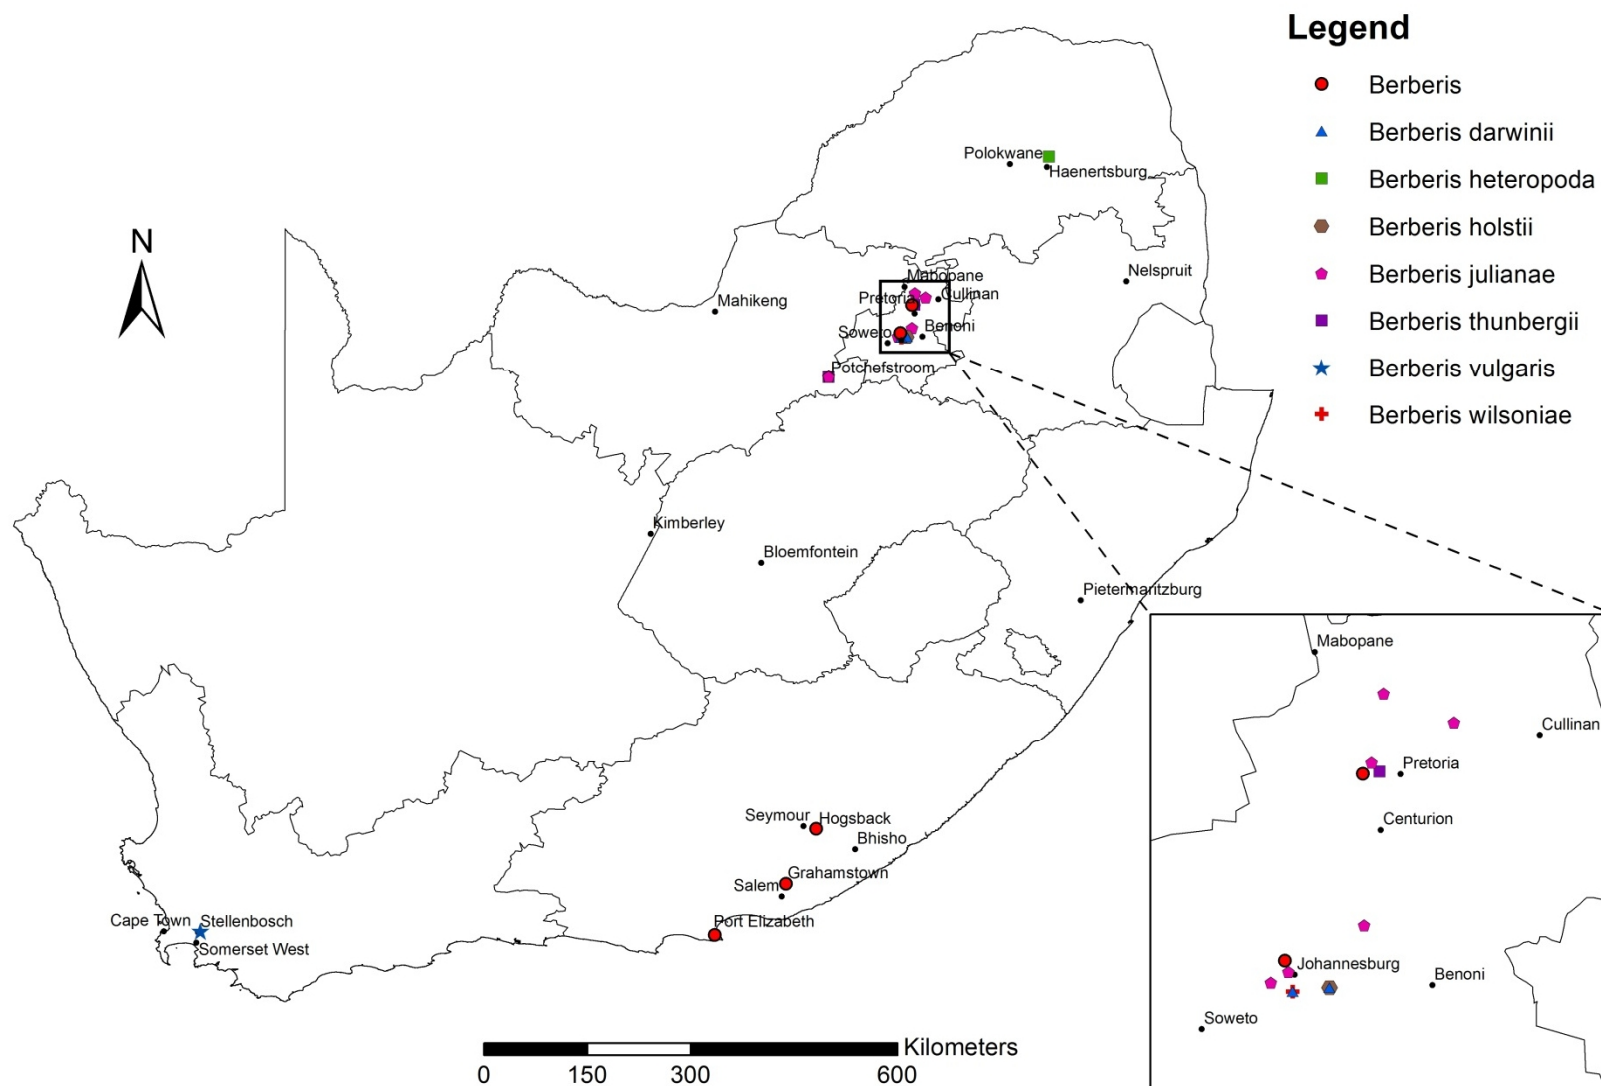 Legend
Berberis
Berberis darwinii
Berberis heteropoda
Berberis holstii
Berberis julianae
Berberis thunbergii
Berberis vulgaris
Berberis wilsoniae
N
Polokwane
Haenertsburg
Nelspruit
Mabopane
Cullinan
Pretoria
Mahikeng
Benoni
Soweto
Potchefstroom
Kimberley
Bloemfontein
Pietermaritzburg
Seymour
Hogsback
Bhisho
Grahamstown
Salem
Port Elizabeth
Cape Town
Stellenbosch
Somerset West
Mabopane
Cullinan
Pretoria
Centurion
Johannesburg
Benoni
Soweto
Kilometers
0 150 300 600